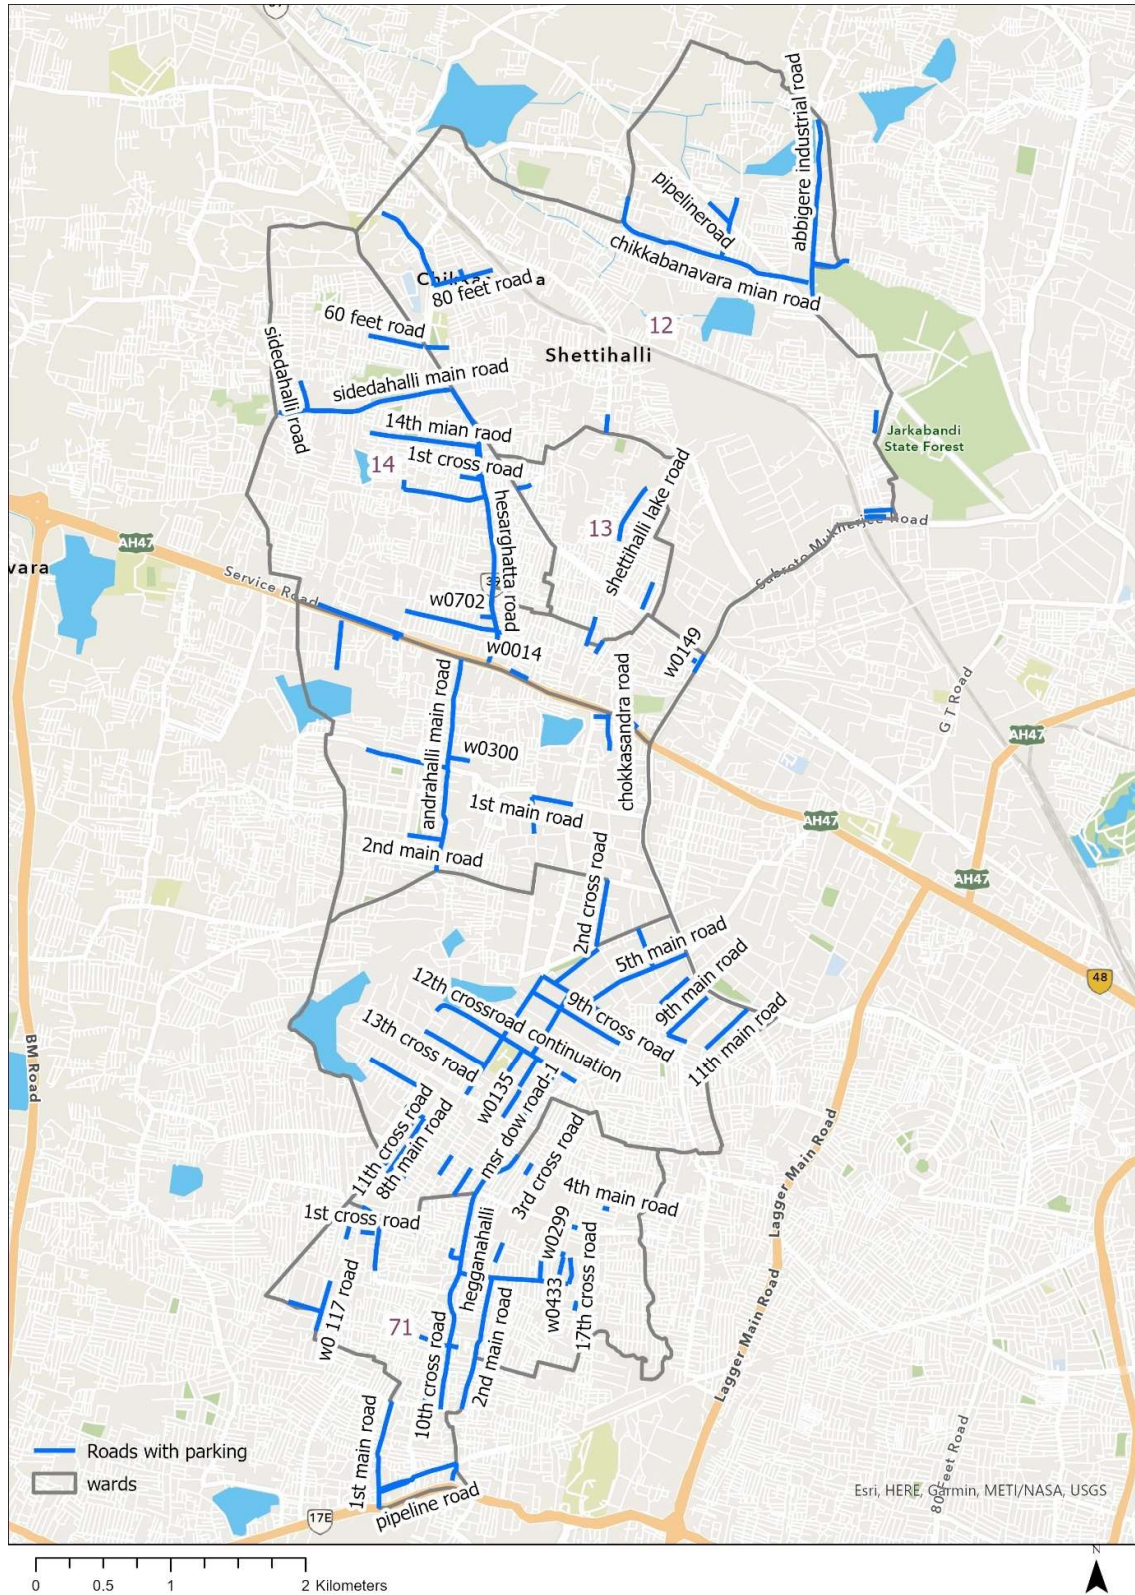 abbigere industrial road
pipelineroad
chikkabanavara mian road
80 feet road
a
12
60 feet road
Shettihalli
sidedahalli road
sidedahalli main road
14th mian raod
Jarkabandi
State Forest
14
1st cross road
hesarghatta road
13
shettihalli lake road
Subroto Mukherjee Road
AH47
vara
Service Road
39
w0702
w0014
w0149
chokkasandra road
andrahalli main road
G T Road
AH47
w0300
1st main road
AH47
2nd main road
AH47
2nd cross road
5th main road
48
12th crossroad continuation
9th main road
9th cross road
13th cross road
11th main road
BM Road
w0135
msr dow road-1
11th cross road
8th main road
3rd cross road
4th main road
Lagger Main Road
1st cross road
hegganahalli
w0299
w0433
17th cross road
w0 117 road
71
10th cross road
2nd main road
Lagger Main Road
1st main road
Roads with parking
wards
80 Feet Road
pipeline road
17E
Esri, HERE, Garmin, METI/NASA, USGS
0 0.5 1 2 Kilometers
N